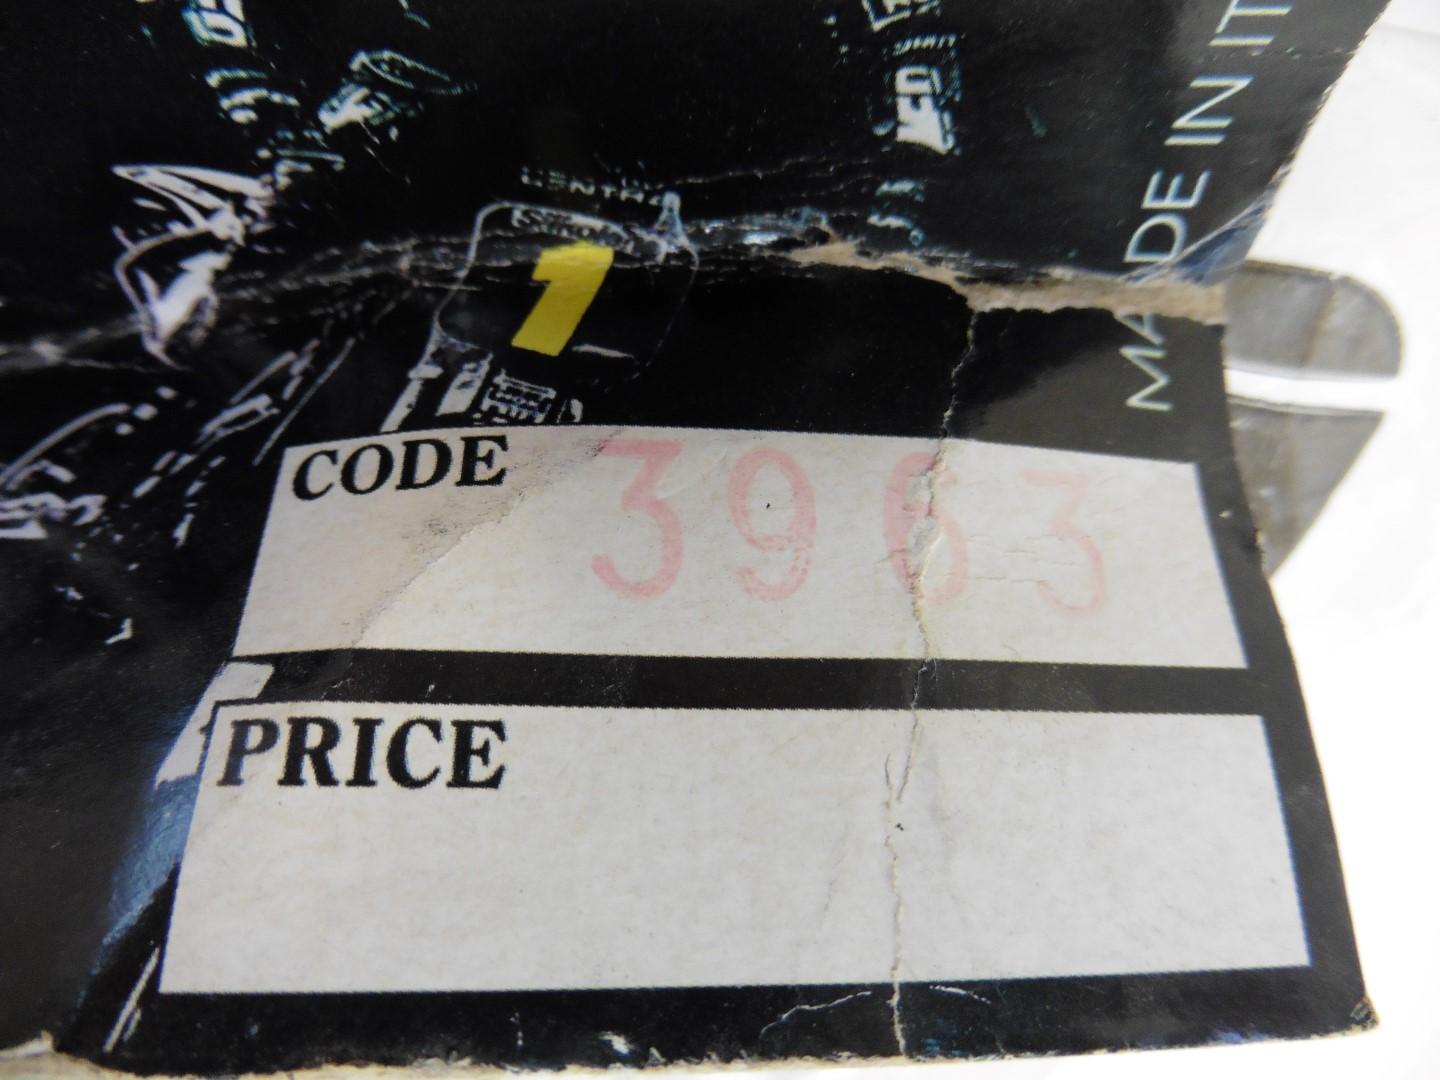 MADE IN IT
1
CODE 3963
PRICE